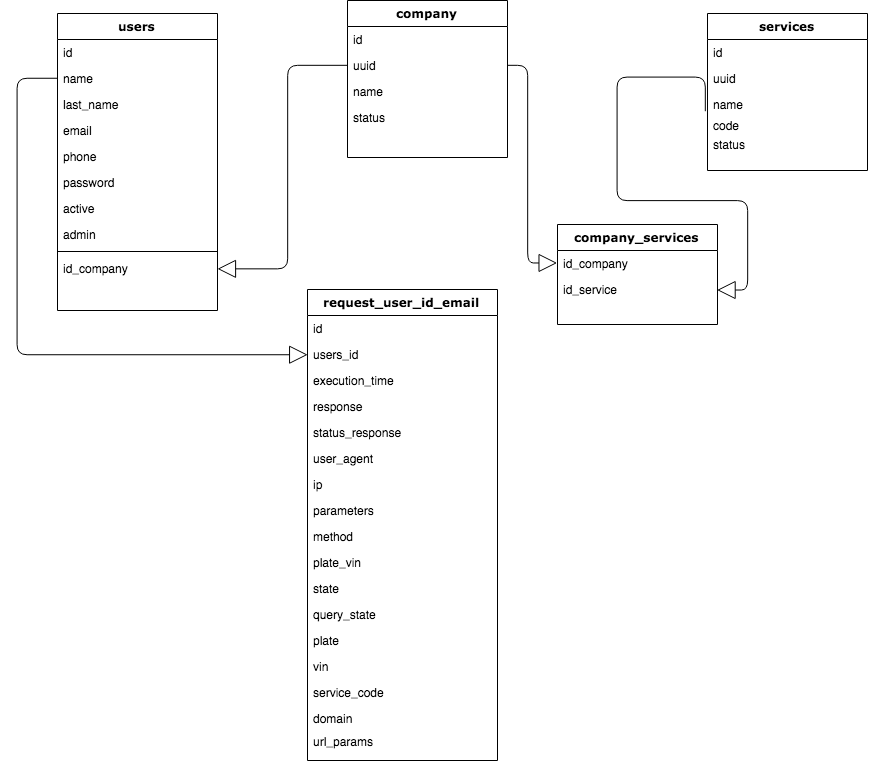 users
id
name
last_name
email
phone
password
active
admin
id_company
company
id
uuid
name
status
services
id
uuid
name
code
status
company_services
id_company
id_service
request_user_id_email
id
users_id
execution_time
response
status_response
user_agent
ip
parameters
method
plate_vin
state
query_state
plate
vin
service_code
domain
url_params